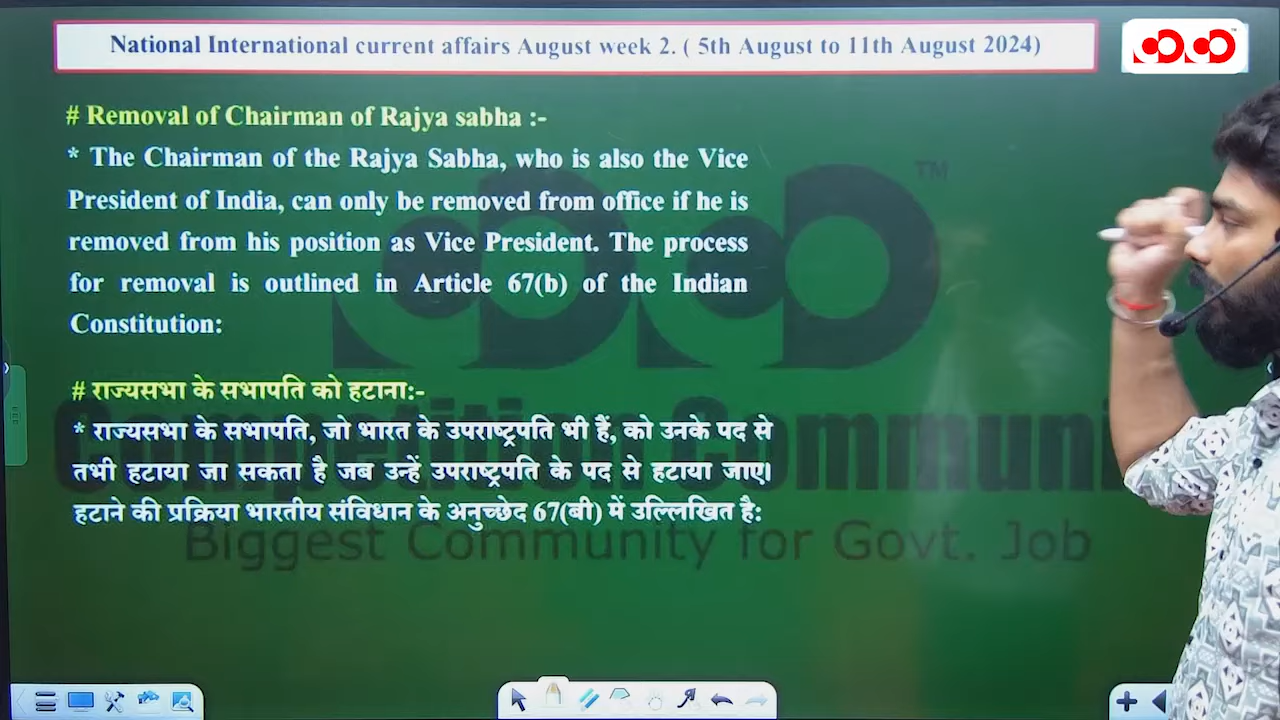 National International current affairs August week 2. ( 5th August to 11th August 2024)
# Removal of Chairman of Rajya sabha :-
* The Chairman of the Rajya Sabha, who is also the Vice
President of India, can only be removed from office if he is
removed from his position as Vice President. The process
for removal is outlined in Article 67(b) of the Indian
Constitution:
# राज्यसभा के सभापति को हटाना:-
* राज्यसभा के सभापति, जो भारत के उपराष्ट्रपति भी हैं, को उनके पद से
तभी हटाया जा सकता है जब उन्हें उपराष्ट्रपति के पद से हटाया जाए।
हटाने की प्रक्रिया भारतीय संविधान के अनुच्छेद 67(बी) में उल्लिखित है:
TM
Competition Communi
Biggest Community for Govt. Job